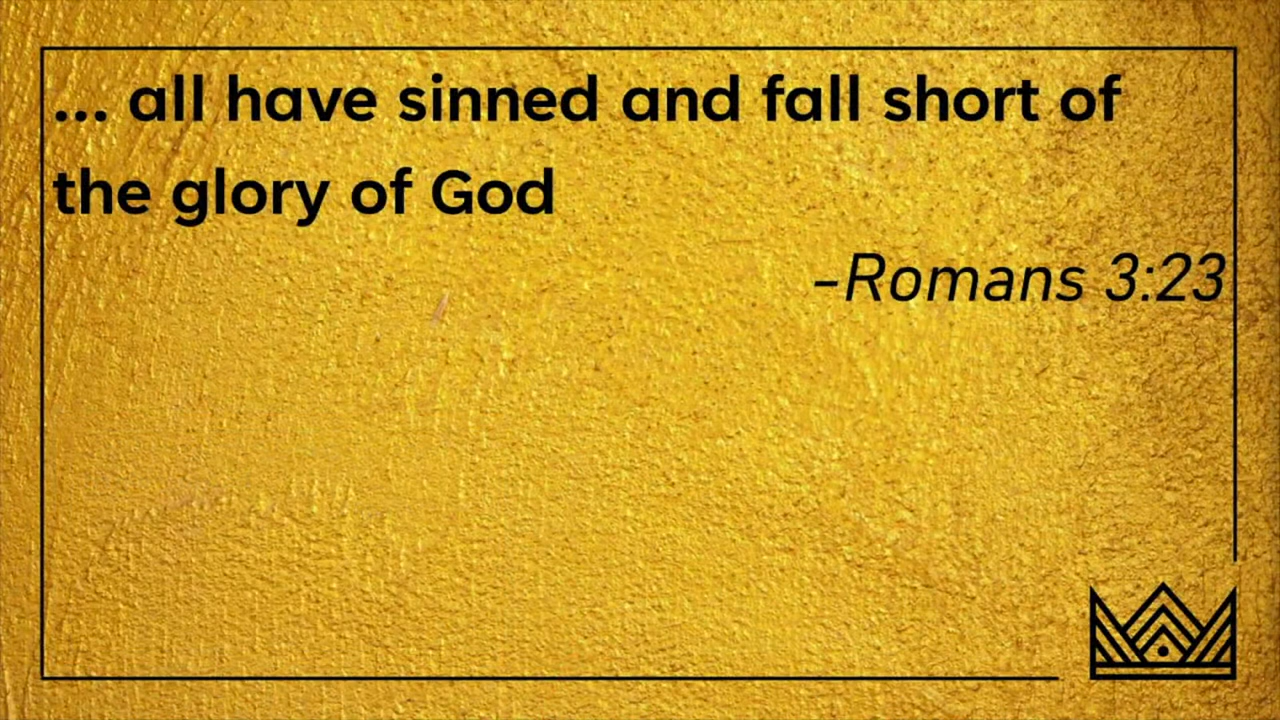 ... all have sinned and fall short of
the glory of God
–Romans 3:23